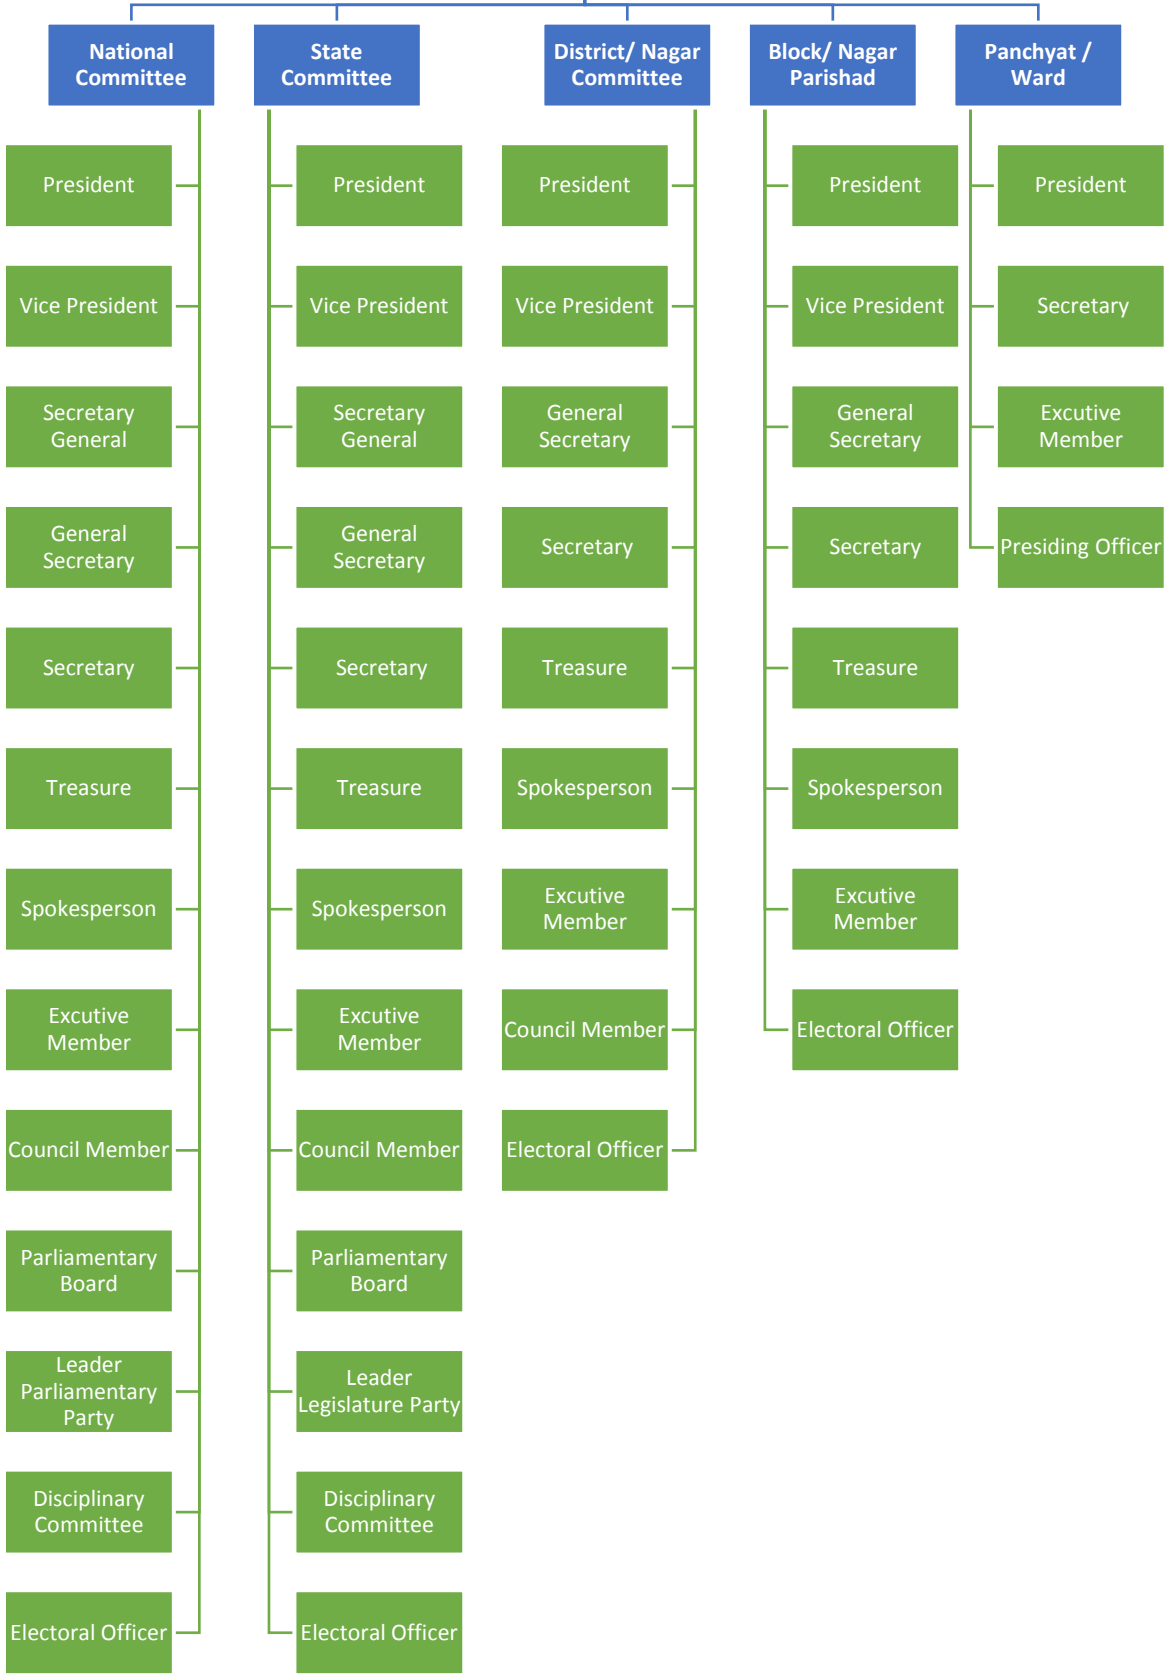 National
Committee
State
Committee
District/ Nagar
Committee
Block/ Nagar
Parishad
Panchyat /
Ward
President
Vice President
Secretary
General
General
Secretary
Secretary
Treasure
Spokesperson
Excutive
Member
Council Member
Parliamentary
Board
Leader
Parliamentary
Party
Disciplinary
Committee
Electoral Officer
President
Vice President
Secretary
General
General
Secretary
Secretary
Treasure
Spokesperson
Excutive
Member
Council Member
Parliamentary
Board
Leader
Legislature Party
Disciplinary
Committee
Electoral Officer
President
Vice President
General
Secretary
Secretary
Treasure
Spokesperson
Excutive
Member
Council Member
Electoral Officer
President
Vice President
General
Secretary
Secretary
Treasure
Spokesperson
Excutive
Member
Electoral Officer
President
Secretary
Excutive
Member
Presiding Officer